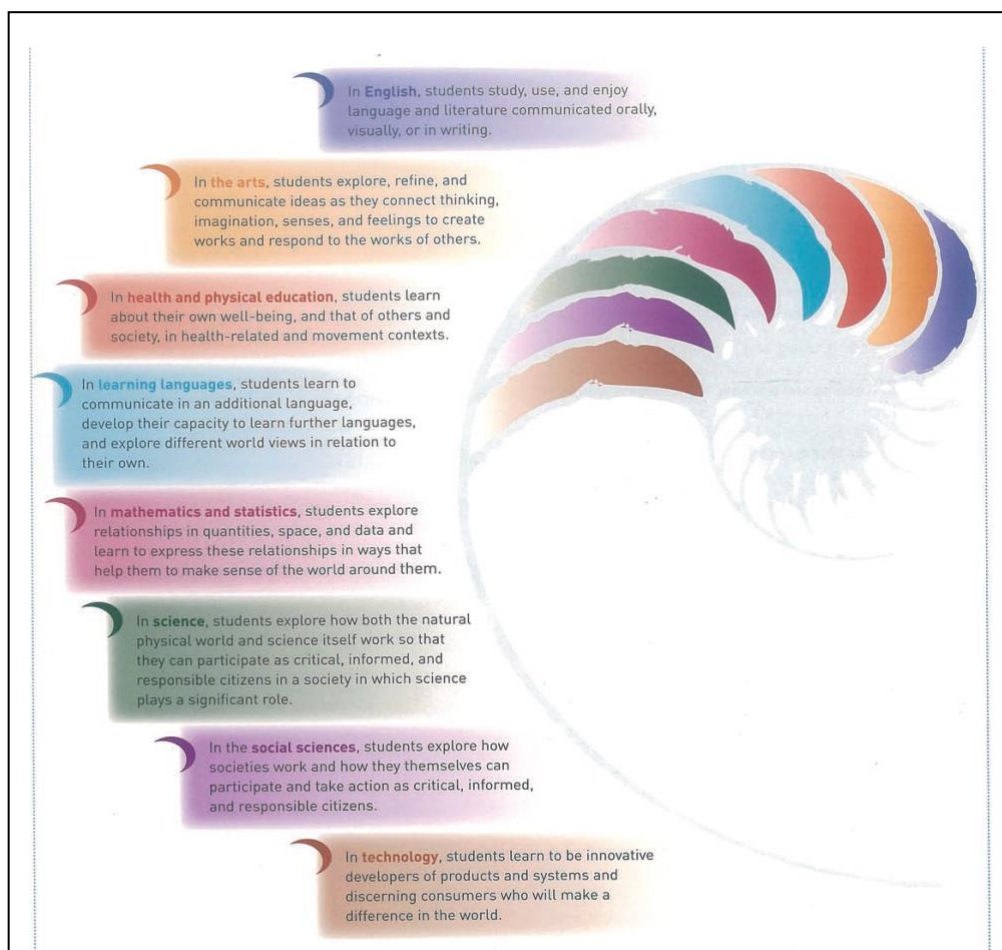 In English, students study, use, and enjoy
language and literature communicated orally,
visually, or in writing.
In the arts, students explore, refine, and
communicate ideas as they connect thinking,
imagination, senses, and feelings to create
works and respond to the works of others.
In health and physical education, students learn
about their own well-being, and that of others and
society, in health-related and movement contexts.
In learning languages, students learn to
communicate in an additional language,
develop their capacity to learn further languages,
and explore different world views in relation to
their own.
In mathematics and statistics, students explore
relationships in quantities, space, and data and
learn to express these relationships in ways that
help them to make sense of the world around them.
In science, students explore how both the natural
physical world and science itself work so that
they can participate as critical, informed, and
responsible citizens in a society in which science
plays a significant role.
In the social sciences, students explore how
societies work and how they themselves can
participate and take action as critical, informed,
and responsible citizens.
In technology, students learn to be innovative
developers of products and systems and
discerning consumers who will make a
difference in the world.